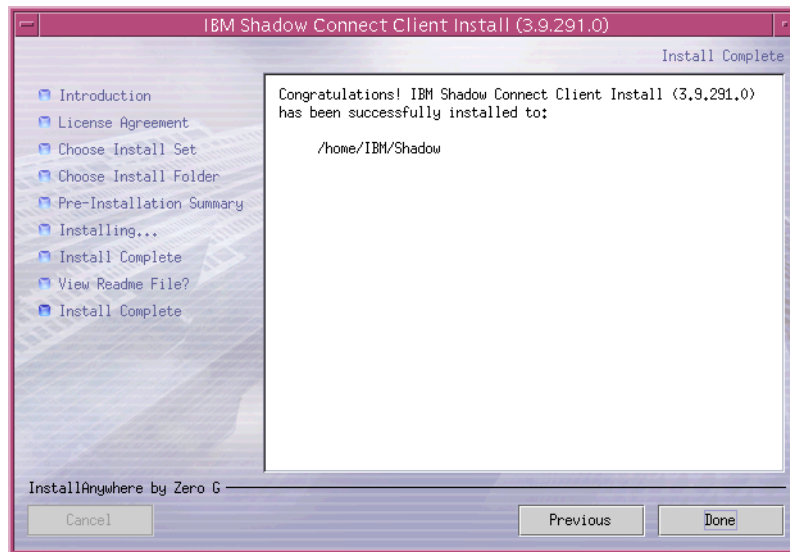 IBM Shadow Connect Client Install (3.9.291.0)
Install Complete
Introduction
License Agreement
Choose Install Set
Choose Install Folder
Pre-Installation Summary
Installing...
Install Complete
View Readme File?
Install Complete
Congratulations! IBM Shadow Connect Client Install (3.9.291.0)
has been successfully installed to:
/home/IBM/Shadow
InstallAnywhere by Zero G
Cancel
Previous
Done